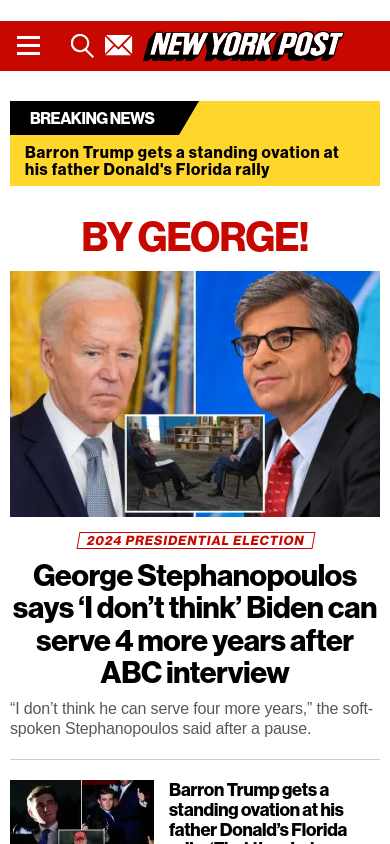 NEW YORK POST
BREAKING NEWS
Barron Trump gets a standing ovation at
his father Donald's Florida rally
BY GEORGE!
2024 PRESIDENTIAL ELECTION
George Stephanopoulos
says ‘I don’t think’ Biden can
serve 4 more years after
ABC interview
“I don’t think he can serve four more years,” the soft-
spoken Stephanopoulos said after a pause.
Barron Trump gets a
standing ovation at his
father Donald’s Florida